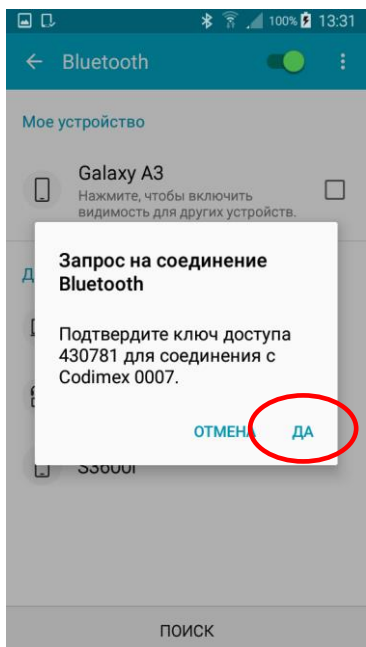 100% 13:31
Bluetooth
Мое устройство
Galaxy A3
Нажмите, чтобы включить
видимость для других устройств.
Запрос на соединение
Bluetooth
Подтвердите ключ доступа
430781 для соединения с
Codimex 0007.
ОТМЕНА ДА
S3600i
ПОИСК